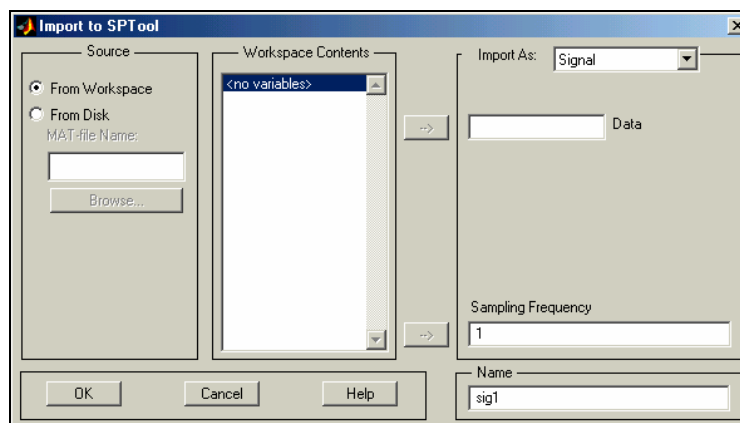 Import to SPTool
Source
From Workspace
From Disk
MAT-file Name:
Browse...
Workspace Contents
<no variables>
-->
-->
Import As:
Signal
Data
Sampling Frequency
1
OK
Cancel
Help
Name
sig1